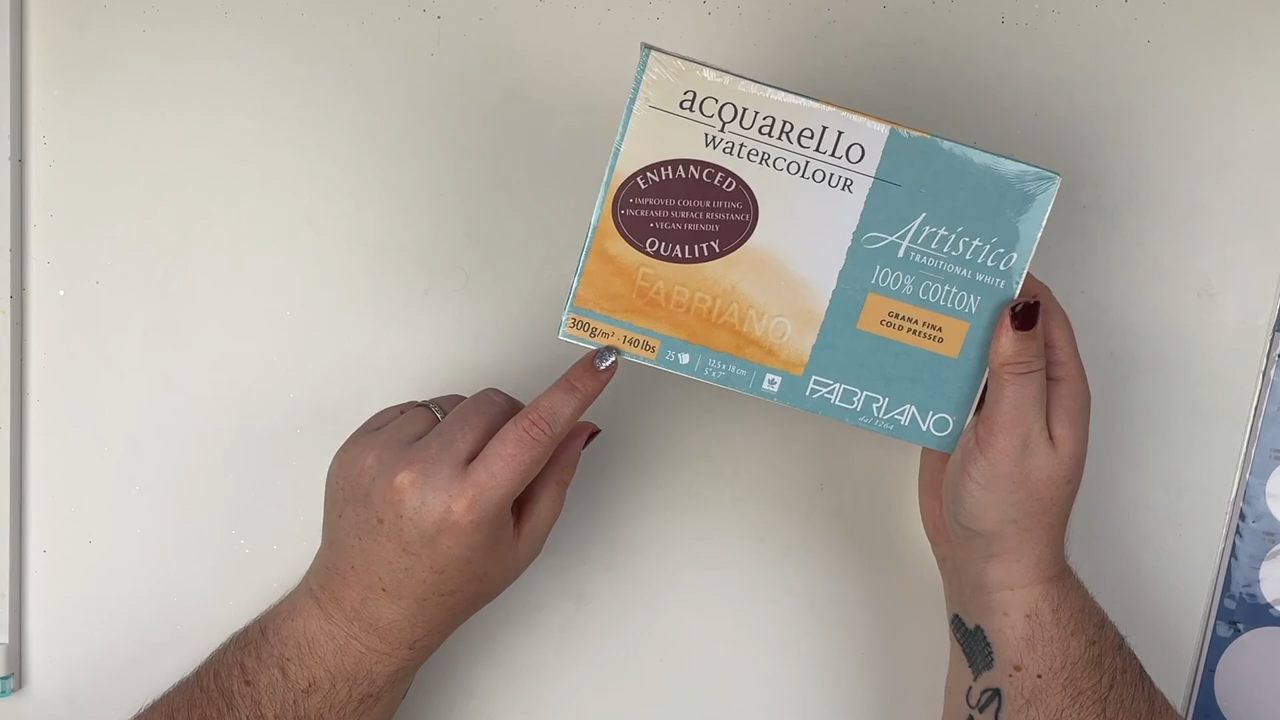 acquarello
watercolour
ENHANCED
• IMPROVED COLOUR LIFTING
• INCREASED SURFACE RESISTANCE
• VEGAN FRIENDLY
QUALITY
FABRIANO
Artistico
TRADITIONAL WHITE
100% COTTON
GRANA FINA
COLD PRESSED
300g/m² · 140 lbs
25
12,5 x 18 cm
5" x 7"
FABRIANO
dal 1264